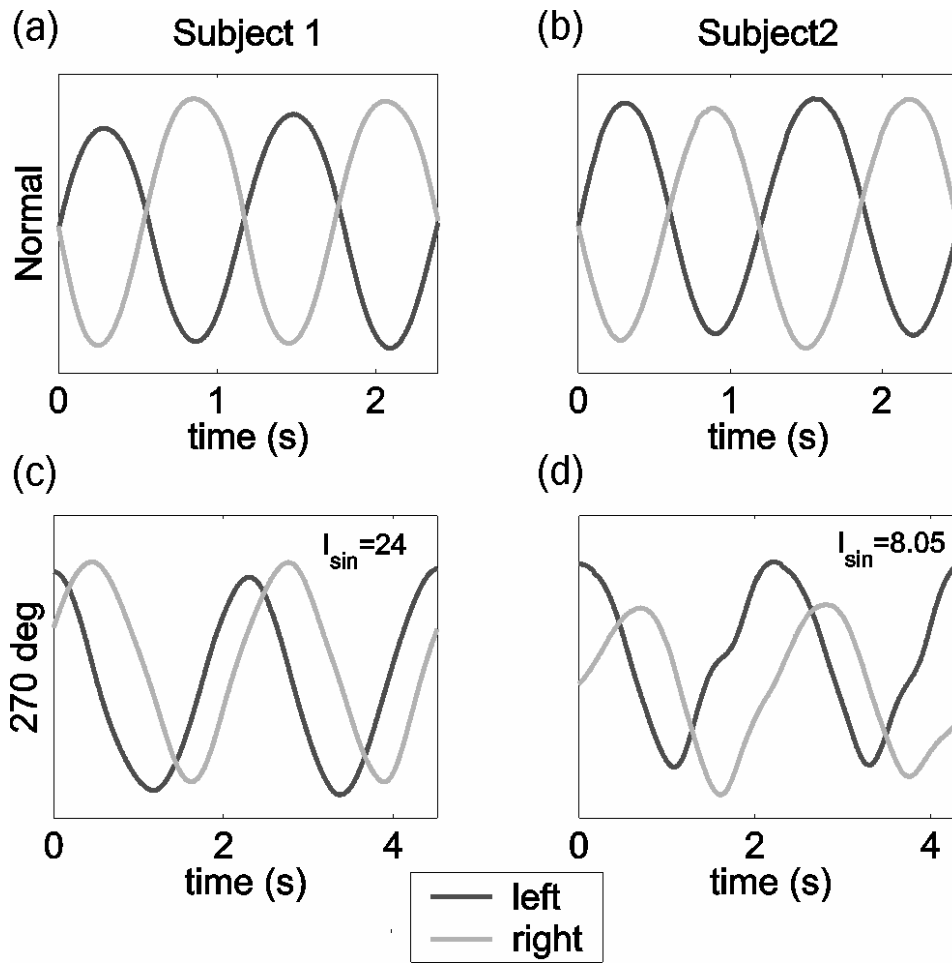 (a)
Subject 1
(b)
Subject2
Normal
0
1
2
time (s)
0
1
2
time (s)
(c)
(d)
270 deg
I_sin=24
I_sin=8.05
0
2
4
time (s)
0
2
4
time (s)
left
right